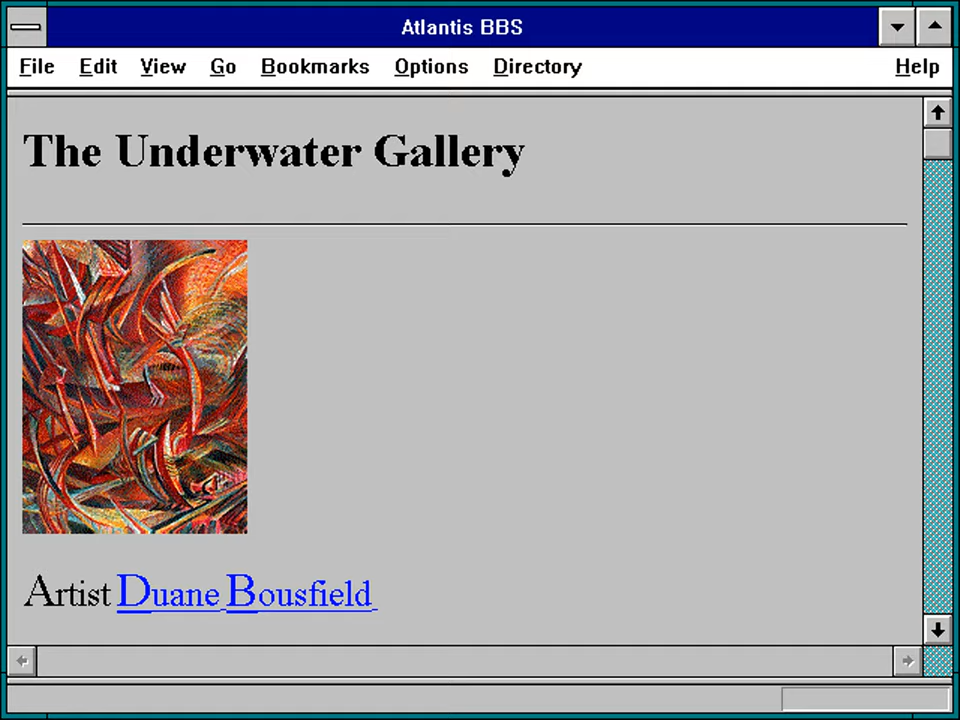 Atlantis BBS
File Edit View Go Bookmarks Options Directory Help
The Underwater Gallery
Artist Duane Bousfield